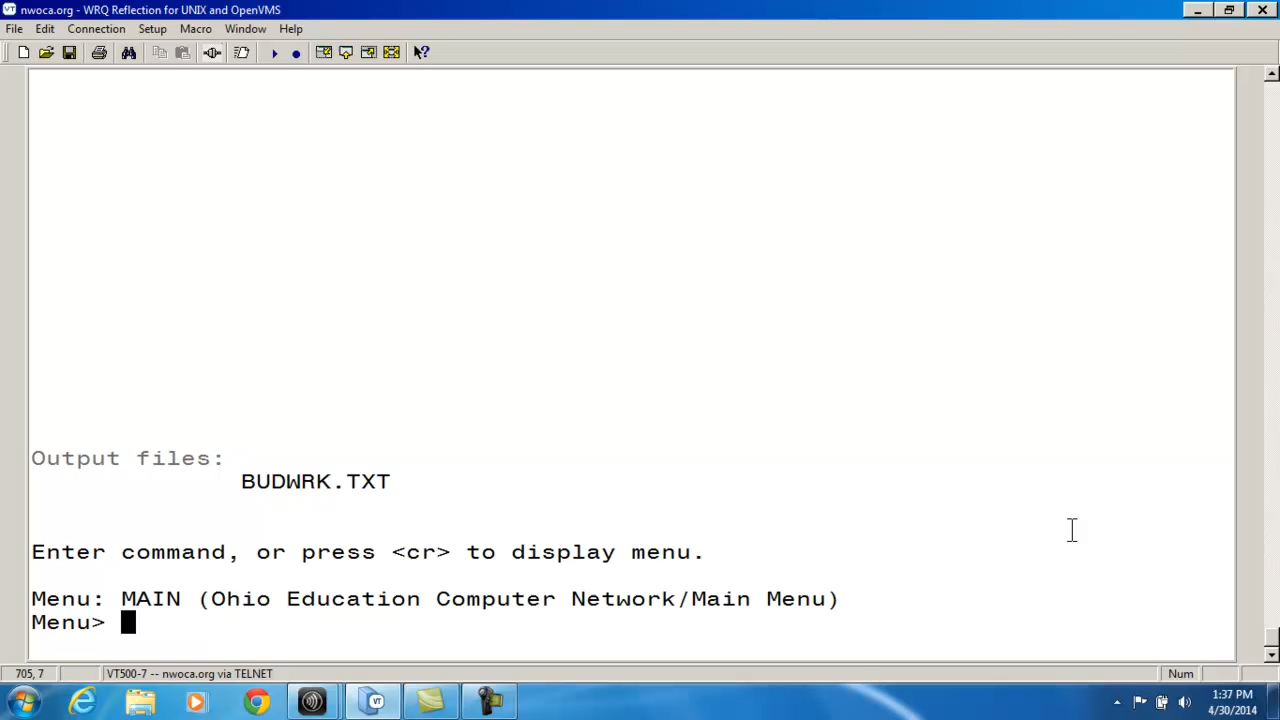 nwoca.org - WRQ Reflection for UNIX and OpenVMS
File Edit Connection Setup Macro Window Help
Output files:
BUDWRK.TXT
Enter command, or press <cr> to display menu.
Menu: MAIN (Ohio Education Computer Network/Main Menu)
Menu>
705, 7 VT500-7 -- nwoca.org via TELNET Num
1:37 PM
4/30/2014